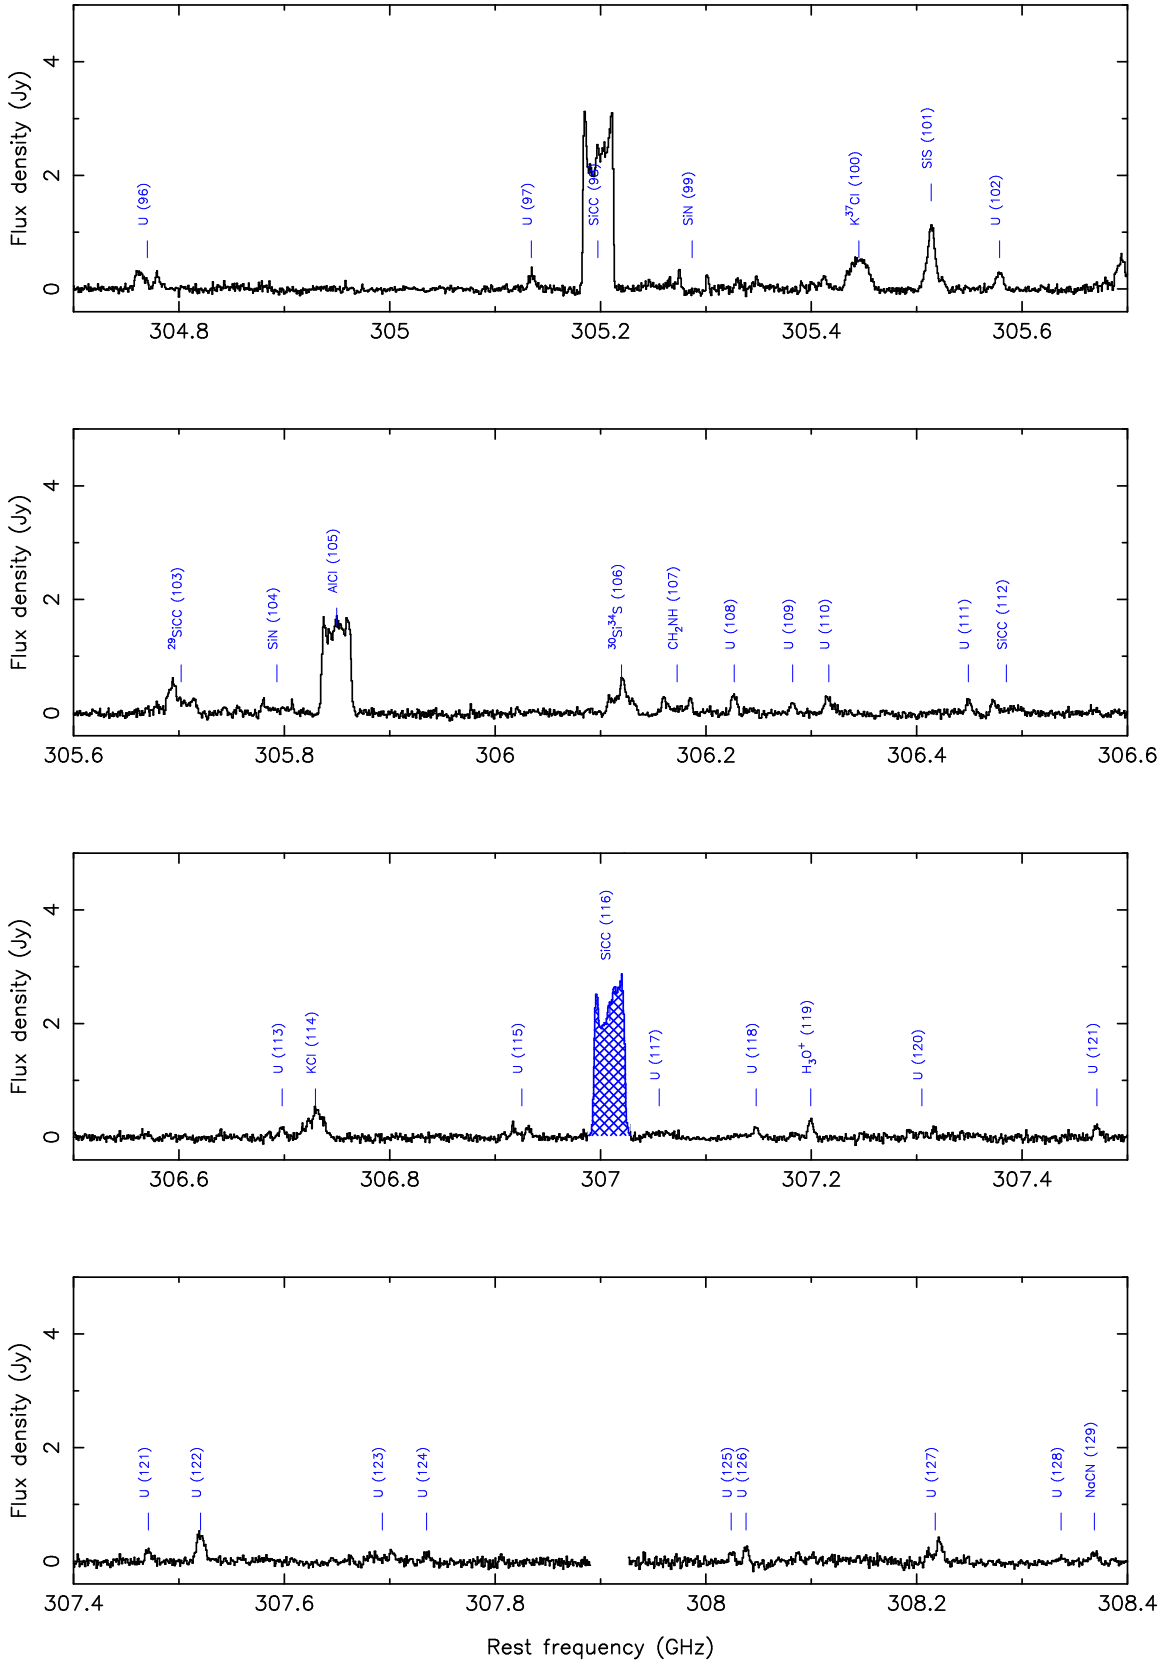 Flux density (Jy)
4
2
0
U (96)
U (97)
SiCC (98)
SiN (99)
K³⁷Cl (100)
SiS (101)
U (102)
304.8
305
305.2
305.4
305.6
Flux density (Jy)
4
2
0
²⁹SiCC (103)
SiN (104)
AlCl (105)
³⁰Si³⁴S (106)
CH₂NH (107)
U (108)
U (109)
U (110)
U (111)
SiCC (112)
305.6
305.8
306
306.2
306.4
306.6
Flux density (Jy)
4
2
0
U (113)
KCl (114)
U (115)
SiCC (116)
U (117)
U (118)
H₃O⁺ (119)
U (120)
U (121)
306.6
306.8
307
307.2
307.4
Flux density (Jy)
4
2
0
U (121)
U (122)
U (123)
U (124)
U (125)
U (126)
U (127)
U (128)
NaCN (129)
307.4
307.6
307.8
308
308.2
308.4
Rest frequency (GHz)